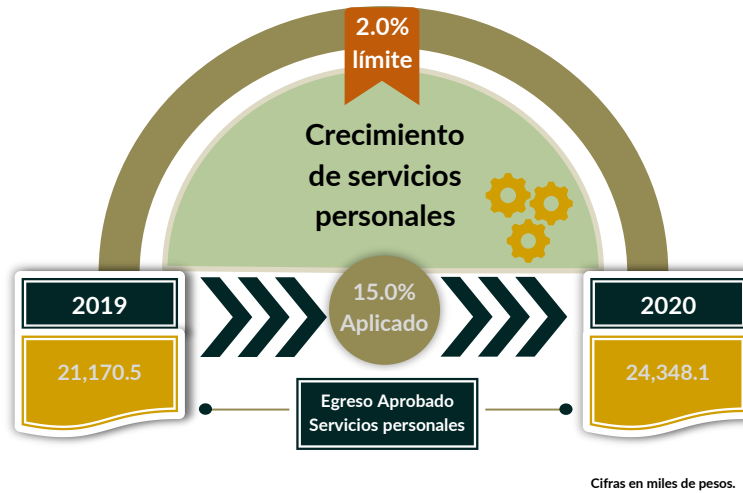 2.0%
límite
Crecimiento
de servicios
personales
2019
15.0%
Aplicado
2020
21,170.5
24,348.1
Egreso Aprobado
Servicios personales
Cifras en miles de pesos.